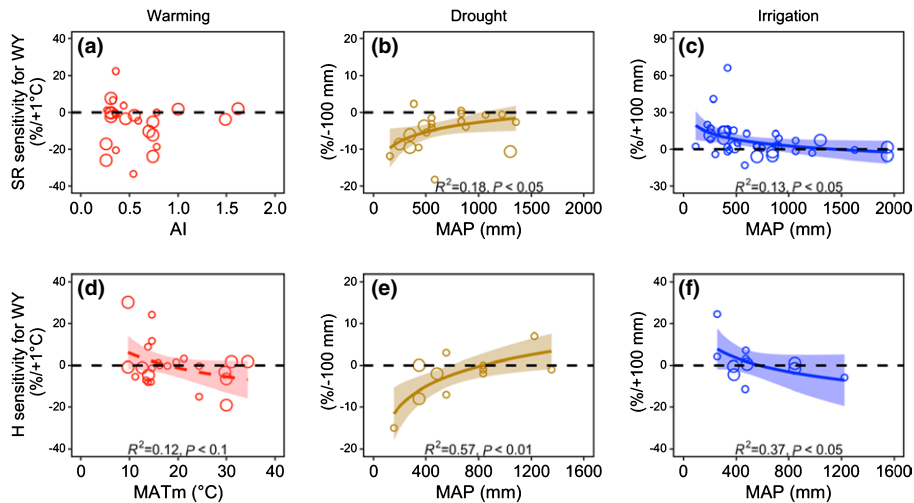 Warming Drought Irrigation
(a) (b) (c)
SR sensitivity for WY
(%/+1°C)
40
20
0
-20
-40
0.0 0.5 1.0 1.5 2.0
AI
(%/-100 mm)
20
10
0
-10
-20
R²=0.18, P < 0.05
0 500 1000 1500 2000
MAP (mm)
(%/+100 mm)
90
60
30
0
-30
R²=0.13, P < 0.05
0 500 1000 1500 2000
MAP (mm)
(d) (e) (f)
H sensitivity for WY
(%/+1°C)
40
20
0
-20
-40
R²=0.12, P < 0.1
0 10 20 30 40
MATm (°C)
(%/-100 mm)
20
10
0
-10
-20
R²=0.57, P < 0.01
0 400 800 1200 1600
MAP (mm)
(%/+100 mm)
40
20
0
-20
-40
R²=0.37, P < 0.05
0 400 800 1200 1600
MAP (mm)